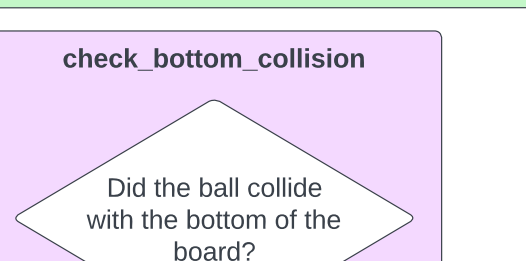 check_bottom_collision
Did the ball collide
with the bottom of the
board?